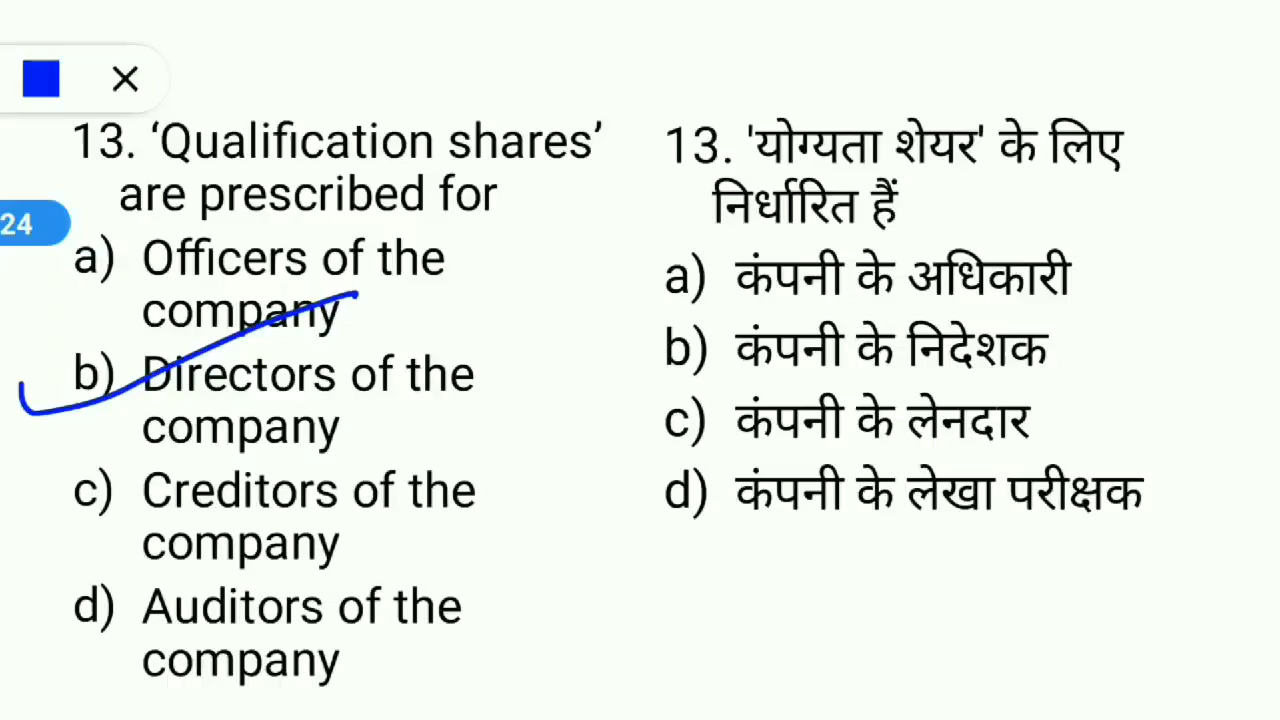 13. ‘Qualification shares’
are prescribed for
24
a) Officers of the
company
b) Directors of the
company
c) Creditors of the
company
d) Auditors of the
company
13. 'योग्यता शेयर' के लिए
निर्धारित हैं
a) कंपनी के अधिकारी
b) कंपनी के निदेशक
c) कंपनी के लेनदार
d) कंपनी के लेखा परीक्षक